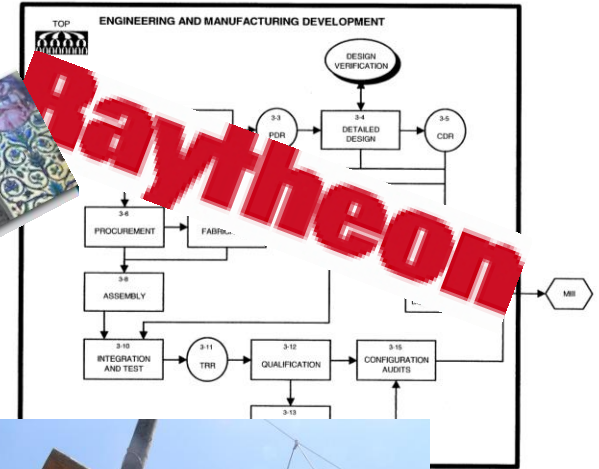 TOP
ENGINEERING AND MANUFACTURING DEVELOPMENT
DESIGN
VERIFICATION
3-3
PDR
3-4
DETAILED
DESIGN
3-5
CDR
Raytheon
3-6
PROCUREMENT
3-8
ASSEMBLY
MIII
3-10
INTEGRATION
AND TEST
3-11
TRR
3-12
QUALIFICATION
3-15
CONFIGURATION
AUDITS
3-13